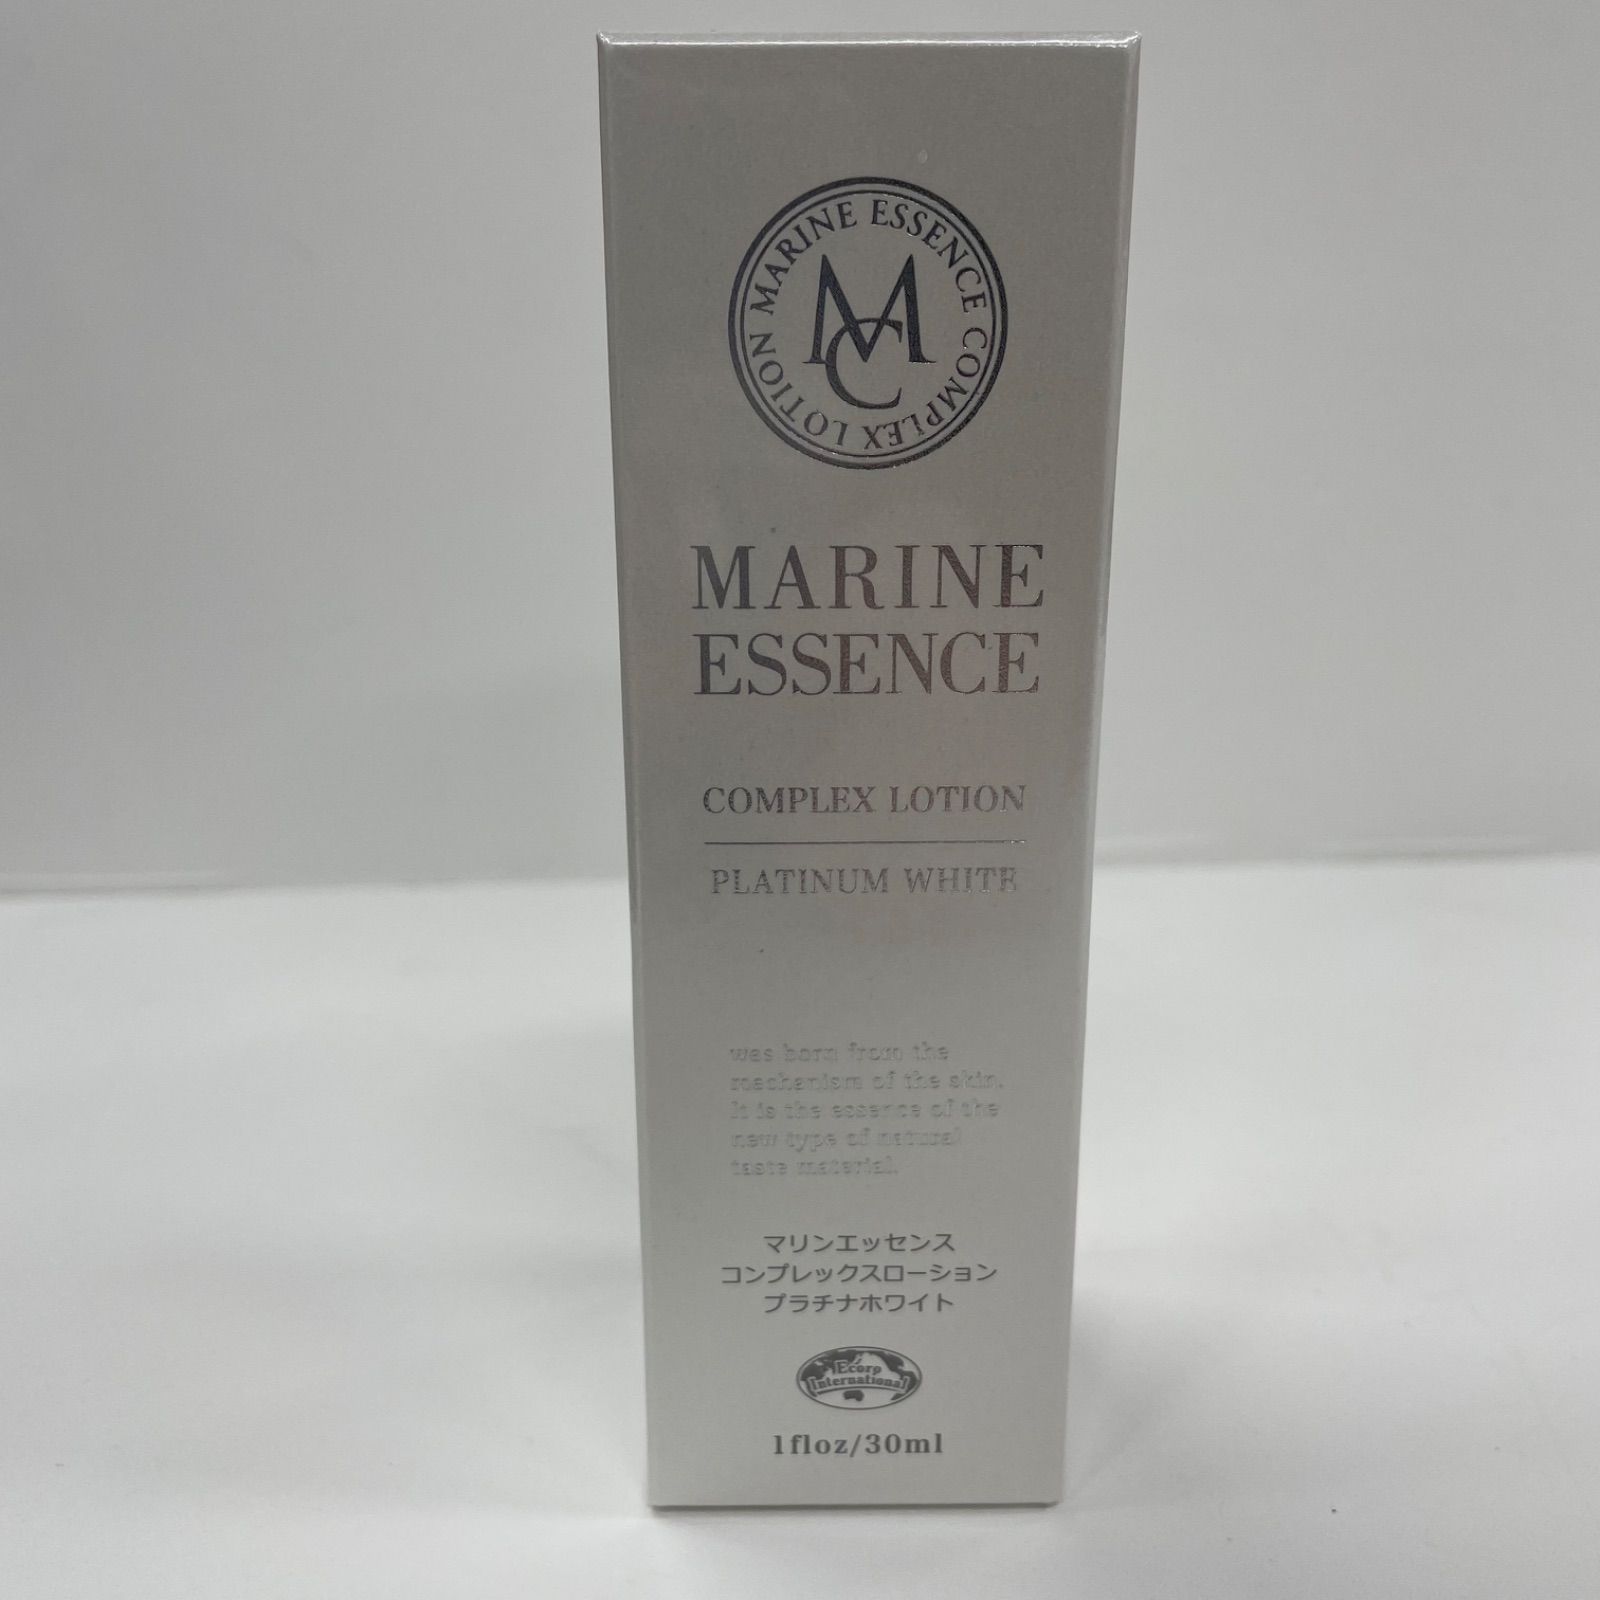 MARINE ESSENCE COMPLEX LOTION
MC
MARINE
ESSENCE
COMPLEX LOTION
PLATINUM WHITE
was born from the
mechanism of the skin.
It is the essence of the
new type of natural
taste material.
マリンエッセンス
コンプレックスローション
プラチナホワイト
Ecorp
International
1floz/30ml